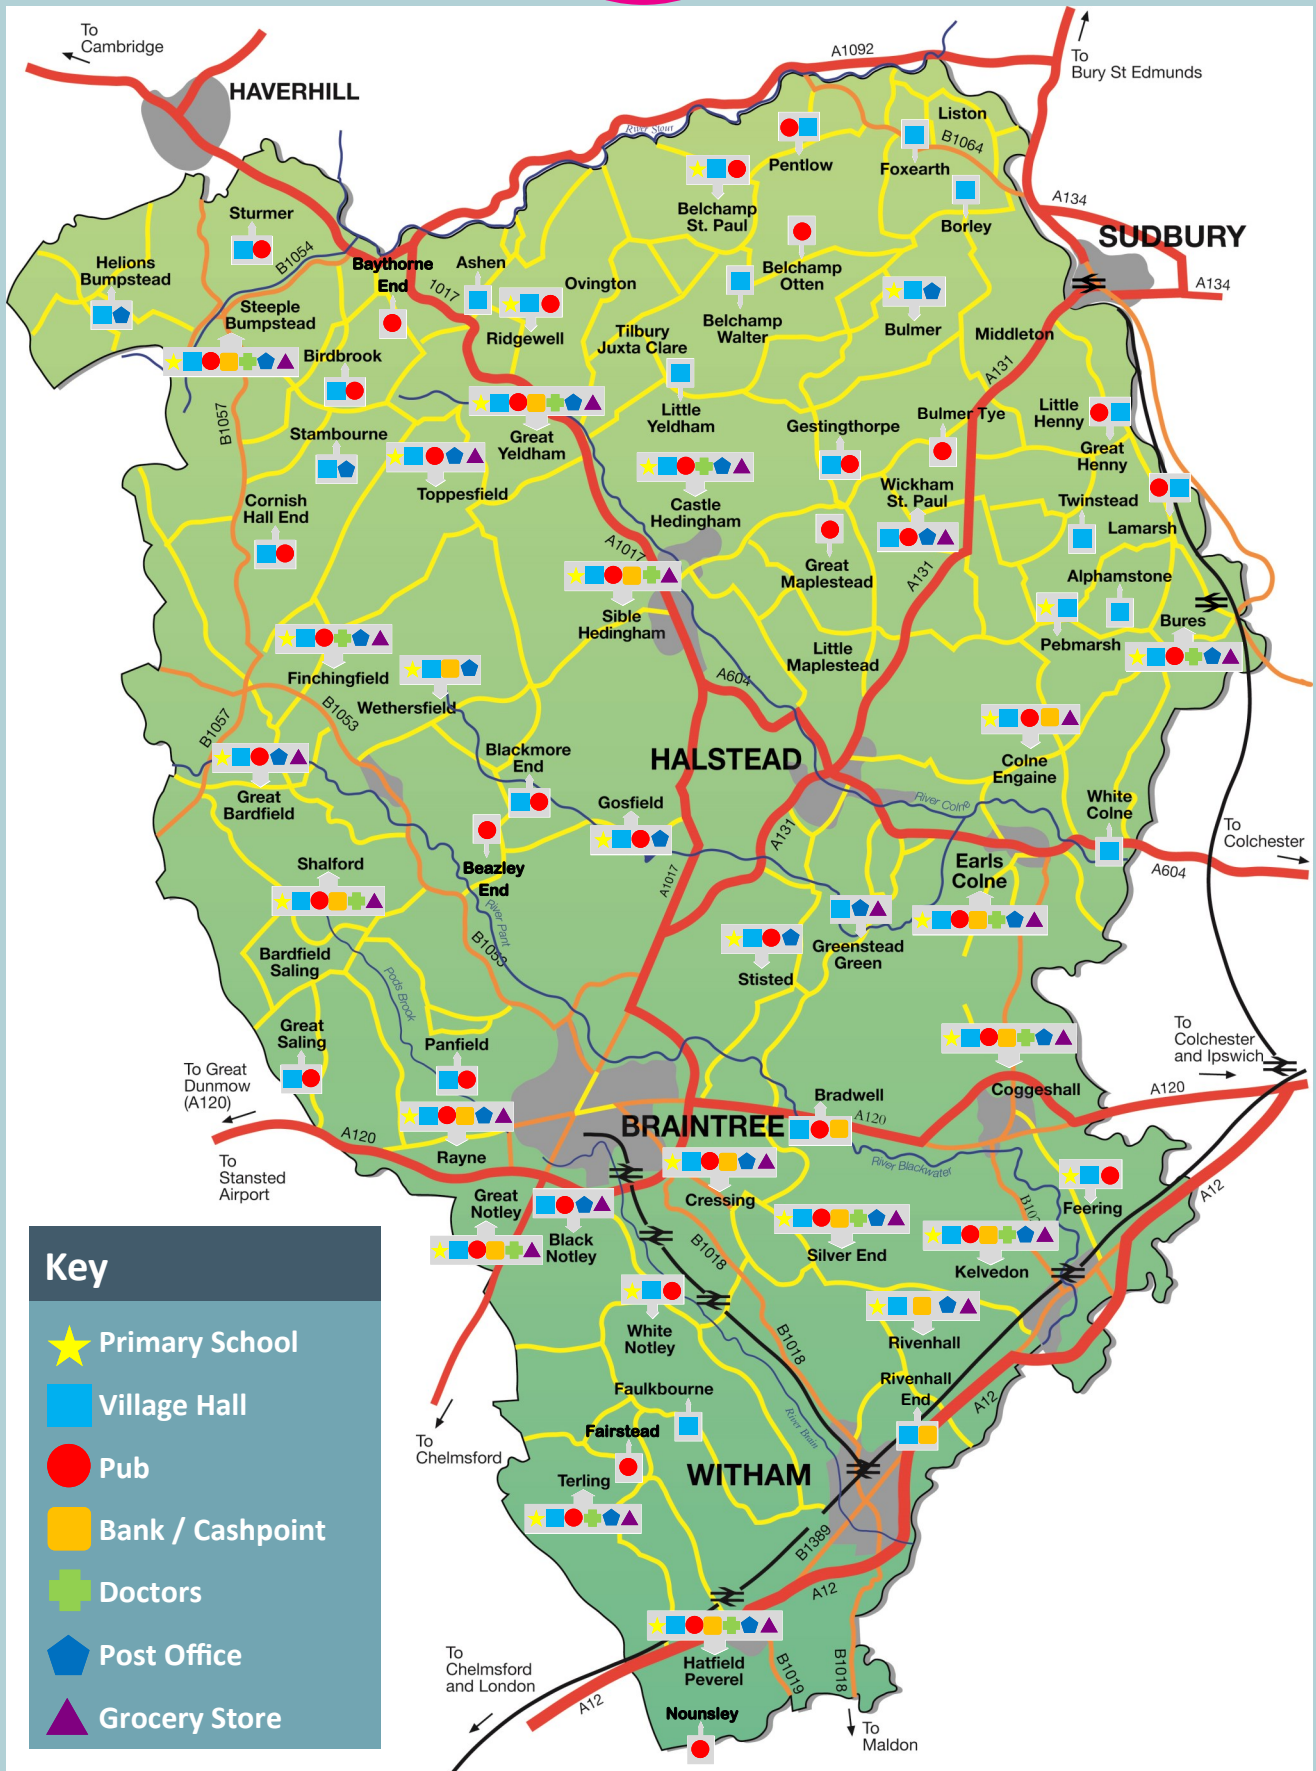 To
Cambridge
HAVERHILL
A1092
To
Bury St Edmunds
River Stour
Liston
B1064
Pentlow
Foxearth
Belchamp
St. Paul
Borley
A134
SUDBURY
A134
Sturmer
B1054
Helions
Bumpstead
Baythorne
End
Ashen
1017
Ovington
Belchamp
Otten
Steeple
Bumpstead
Ridgewell
Tilbury
Juxta Clare
Belchamp
Walter
Bulmer
Middleton
Birdbrook
A131
B1057
Great
Yeldham
Little
Yeldham
Gestingthorpe
Bulmer Tye
Little
Henny
Great
Henny
Stambourne
Toppesfield
Castle
Hedingham
Wickham
St. Paul
Twinstead
Lamarsh
Cornish
Hall End
A1017
Great
Maplestead
A131
Alphamstone
Sible
Hedingham
Bures
Pebmarsh
Little
Maplestead
Finchingfield
Wethersfield
A604
B1053
B1057
HALSTEAD
Colne
Engaine
Blackmore
End
Great
Bardfield
Gosfield
River Colne
White
Colne
To
Colchester
A131
A604
Beazley
End
Earls
Colne
Shalford
A1017
River Pant
B1053
Greenstead
Green
Bardfield
Saling
Stisted
Pods Brook
Great
Saling
Panfield
To
Colchester
and Ipswich
Coggeshall
A120
To Great
Dunmow
(A120)
BRAINTREE
Bradwell
A120
A120
Rayne
River Blackwater
To
Stansted
Airport
Cressing
A12
Feering
Great
Notley
Black
Notley
B1018
Silver End
Kelvedon
White
Notley
B1018
Rivenhall
Rivenhall
End
A12
Faulkbourne
River Brain
Fairstead
To
Chelmsford
WITHAM
Terling
B1389
A12
Hatfield
Peverel
B1019
B1018
To
Chelmsford
and London
A12
Nounsley
To
Maldon
Key
Primary School
Village Hall
Pub
Bank / Cashpoint
Doctors
Post Office
Grocery Store